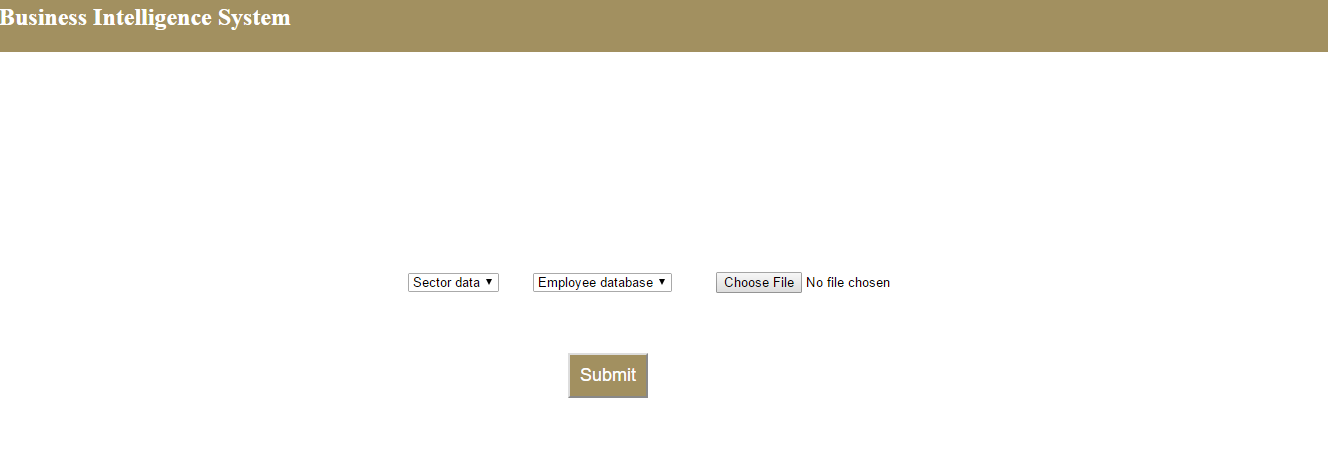 Business Intelligence System
Sector data Employee database Choose File No file chosen
Submit